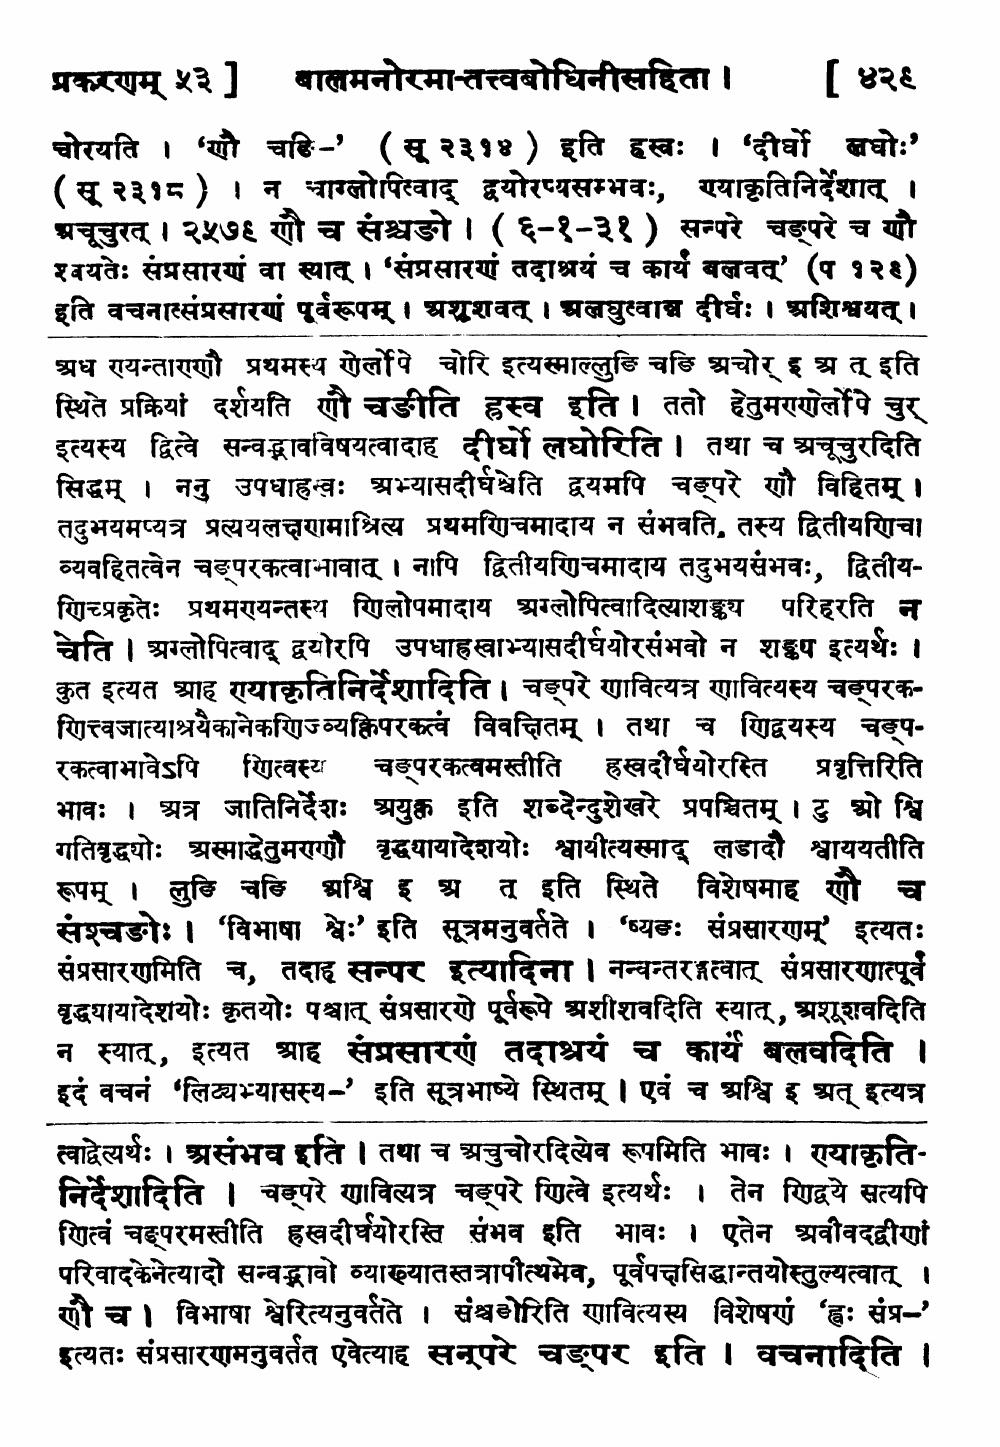 प्रकरणम् ५३ ] बालमनोरमा-तत्त्वबोधिनीसहिता । [ ४२९
चोरयति । ‘णौ चङि-’ ( सू २३१४ ) इति ह्रस्वः । ‘दीर्घो लघोः’
( सू २३१८ ) । न चाग्लोपित्वाद् द्वयोरप्यसम्भवः, ण्याकृतिनिर्देशात् ।
अचूचुरत् । २५७९ णौ च संश्चङो । ( ६-१-३१ ) सन्परे चङ्परे च णौ
श्वयतेः संप्रसारणं वा स्यात् । ‘संप्रसारणं तदाश्रयं च कार्यं बलवत्’ (प १२९)
इति वचनात्संप्रसारणं पूर्वरूपम् । अशूशवत् । अलघुत्वान्न दीर्घः । अशिश्वयत् ।
अथ ण्यन्ताण्णौ प्रथमस्य णेर्लोपे चोरि इत्यस्माल्लुङि चङि अचोर् इ अ त् इति
स्थिते प्रक्रियां दर्शयति णौ चङीति ह्रस्व इति । ततो हेतुमण्णेर्लोपे चुर्
इत्यस्य द्वित्वे सन्वद्भावविषयत्वादाह दीर्घो लघोरिति । तथा च अचूचुरदिति
सिद्धम् । ननु उपधाह्रस्वः अभ्यासदीर्घश्चेति द्वयमपि चङ्परे णौ विहितम् ।
तदुभयमप्यत्र प्रत्ययलक्षणमाश्रित्य प्रथमणिचमादाय न संभवति, तस्य द्वितीयणिचा
व्यवहितत्वेन चङ्परकत्वाभावात् । नापि द्वितीयणिचमादाय तदुभयसंभवः, द्वितीय-
णिच्प्रकृतेः प्रथमण्यन्तस्य णिलोपमादाय अग्लोपित्वादित्याशङ्क्य परिहरति न
चेति । अग्लोपित्वाद् द्वयोरपि उपधाह्रस्वाभ्यासदीर्घयोरसंभवो न शङ्क्य इत्यर्थः ।
कुत इत्यत आह ण्याकृतिनिर्देशादिति । चङ्परे णावित्यत्र णावित्यस्य चङ्परक-
णित्त्वजात्याश्रयैकानेकणिज्व्यक्तिपरकत्वं विवक्षितम् । तथा च णिद्वयस्य चङ्प-
रकत्वाभावेऽपि णित्वस्य चङ्परकत्वमस्तीति ह्रस्वदीर्घयोरस्ति प्रवृत्तिरिति
भावः । अत्र जातिनिर्देशः अयुक्त इति शब्देन्दुशेखरे प्रपञ्चितम् । टु ओ श्वि
गतिवृद्धयोः अस्माद्धेतुमण्णौ वृद्धयायादेशयोः श्वायीत्यस्माद् लडादौ श्वाययतीति
रूपम् । लुङि चङि अश्वि इ अ त् इति स्थिते विशेषमाह णौ च
संश्चङोः । ‘विभाषा श्वेः’ इति सूत्रमनुवर्तते । ‘ष्यङः संप्रसारणम्’ इत्यतः
संप्रसारणमिति च, तदाह सन्पर इत्यादिना । नन्वन्तरङ्गत्वात् संप्रसारणात्पूर्वं
वृद्धयायादेशयोः कृतयोः पश्चात् संप्रसारणे पूर्वरूपे अशीशवदिति स्यात्, अशूशवदिति
न स्यात्, इत्यत आह संप्रसारणं तदाश्रयं च कार्यं बलवदिति ।
इदं वचनं ‘लिट्यभ्यासस्य-’ इति सूत्रभाष्ये स्थितम् । एवं च अश्वि इ अत् इत्यत्र
त्वाद्वेत्यर्थः । असंभव इति । तथा च अचुचोरदित्येव रूपमिति भावः । ण्याकृति-
निर्देशादिति । चङ्परे णावित्यत्र चङ्परे णित्वे इत्यर्थः । तेन णिद्वये सत्यपि
णित्वं चङ्परमस्तीति ह्रस्वदीर्घयोरस्ति संभव इति भावः । एतेन अवीवदद्वीणां
परिवादकेनेत्यादो सन्वद्भावो व्याख्यातस्तत्रापीत्थमेव, पूर्वपक्षसिद्धान्तयोस्तुल्यत्वात् ।
णौ च । विभाषा श्वेरित्यनुवर्तते । संश्चङोरिति णावित्यस्य विशेषणं ‘ह्वः संप्र–’
इत्यतः संप्रसारणमनुवर्तत एवेत्याह सन्परे चङ्पर इति । वचनादिति ।